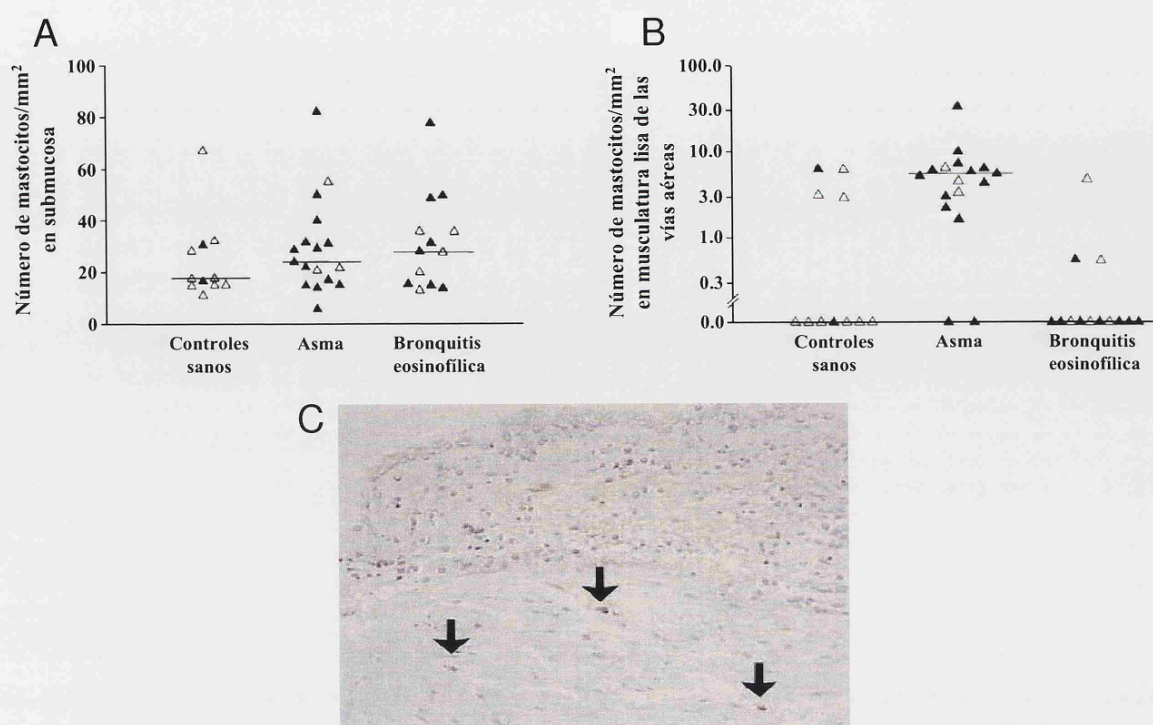 A
Número de mastocitos/mm²
en submucosa
100
80
60
40
20
0
Controles
sanos
Asma
Bronquitis
eosinofílica
B
Número de mastocitos/mm²
en musculatura lisa de las
vías aéreas
100.0
30.0
10.0
3.0
1.0
0.3
0.0
Controles
sanos
Asma
Bronquitis
eosinofílica
C